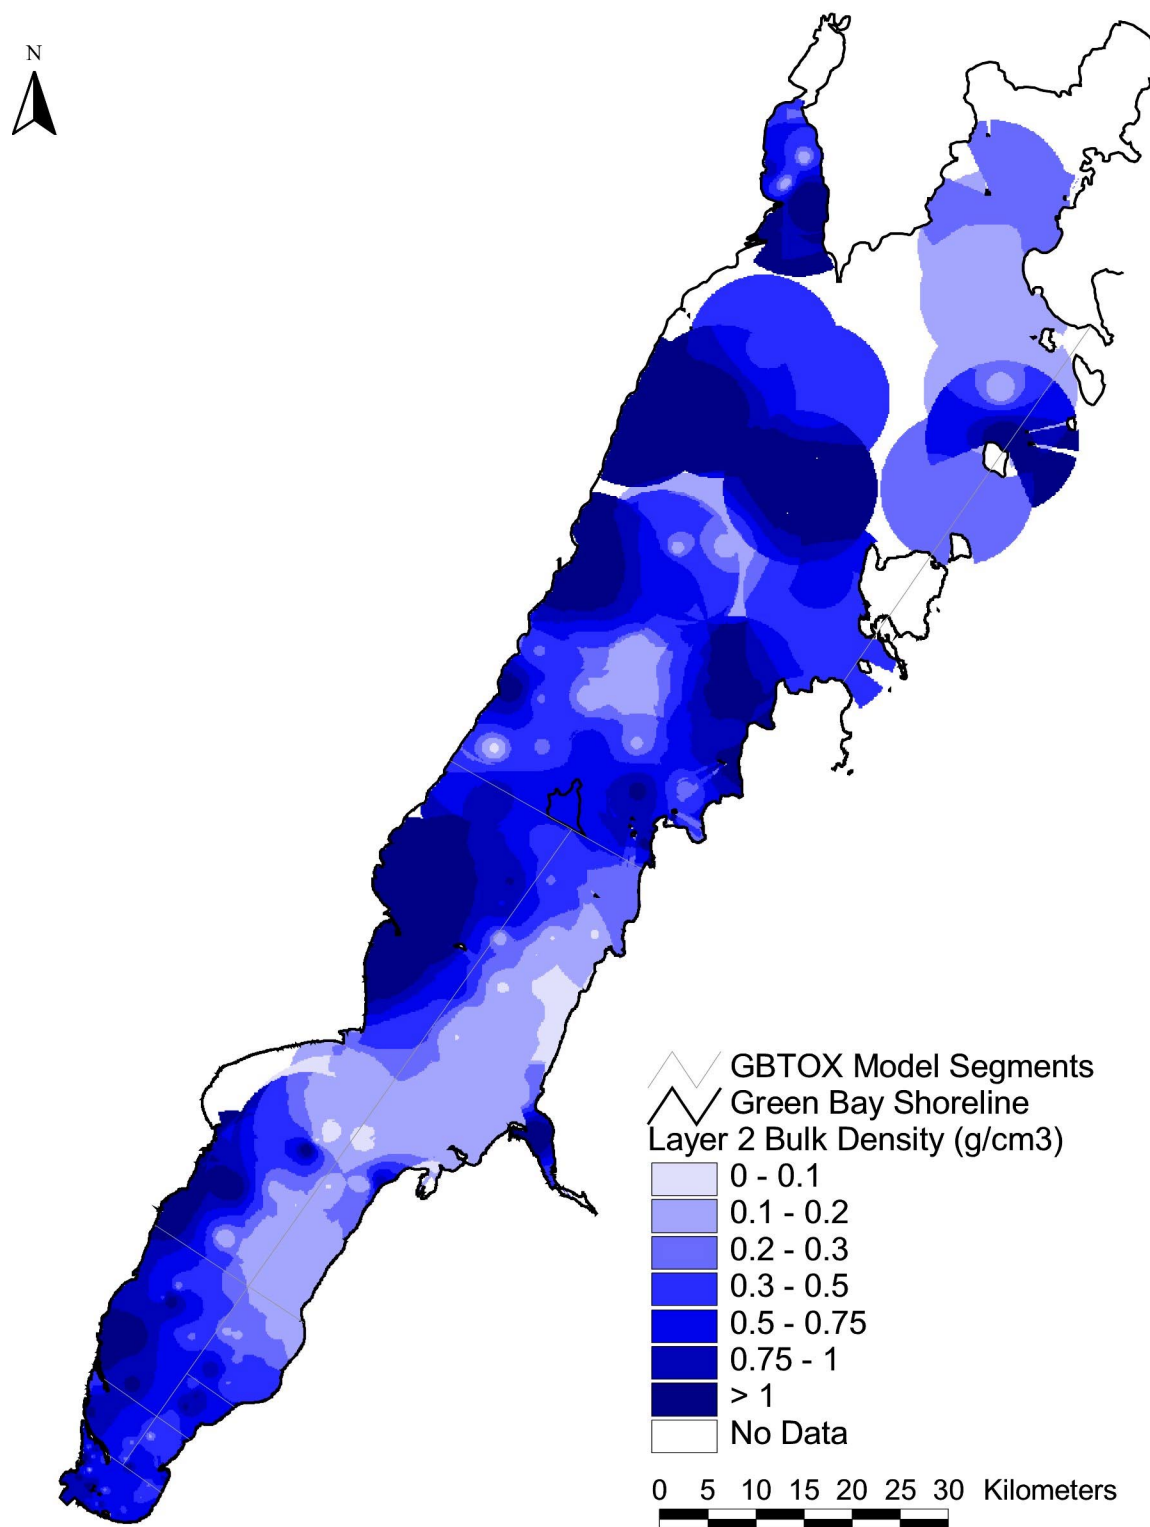 N
GBTOX Model Segments
Green Bay Shoreline
Layer 2 Bulk Density (g/cm3)
0 - 0.1
0.1 - 0.2
0.2 - 0.3
0.3 - 0.5
0.5 - 0.75
0.75 - 1
> 1
No Data
0 5 10 15 20 25 30 Kilometers